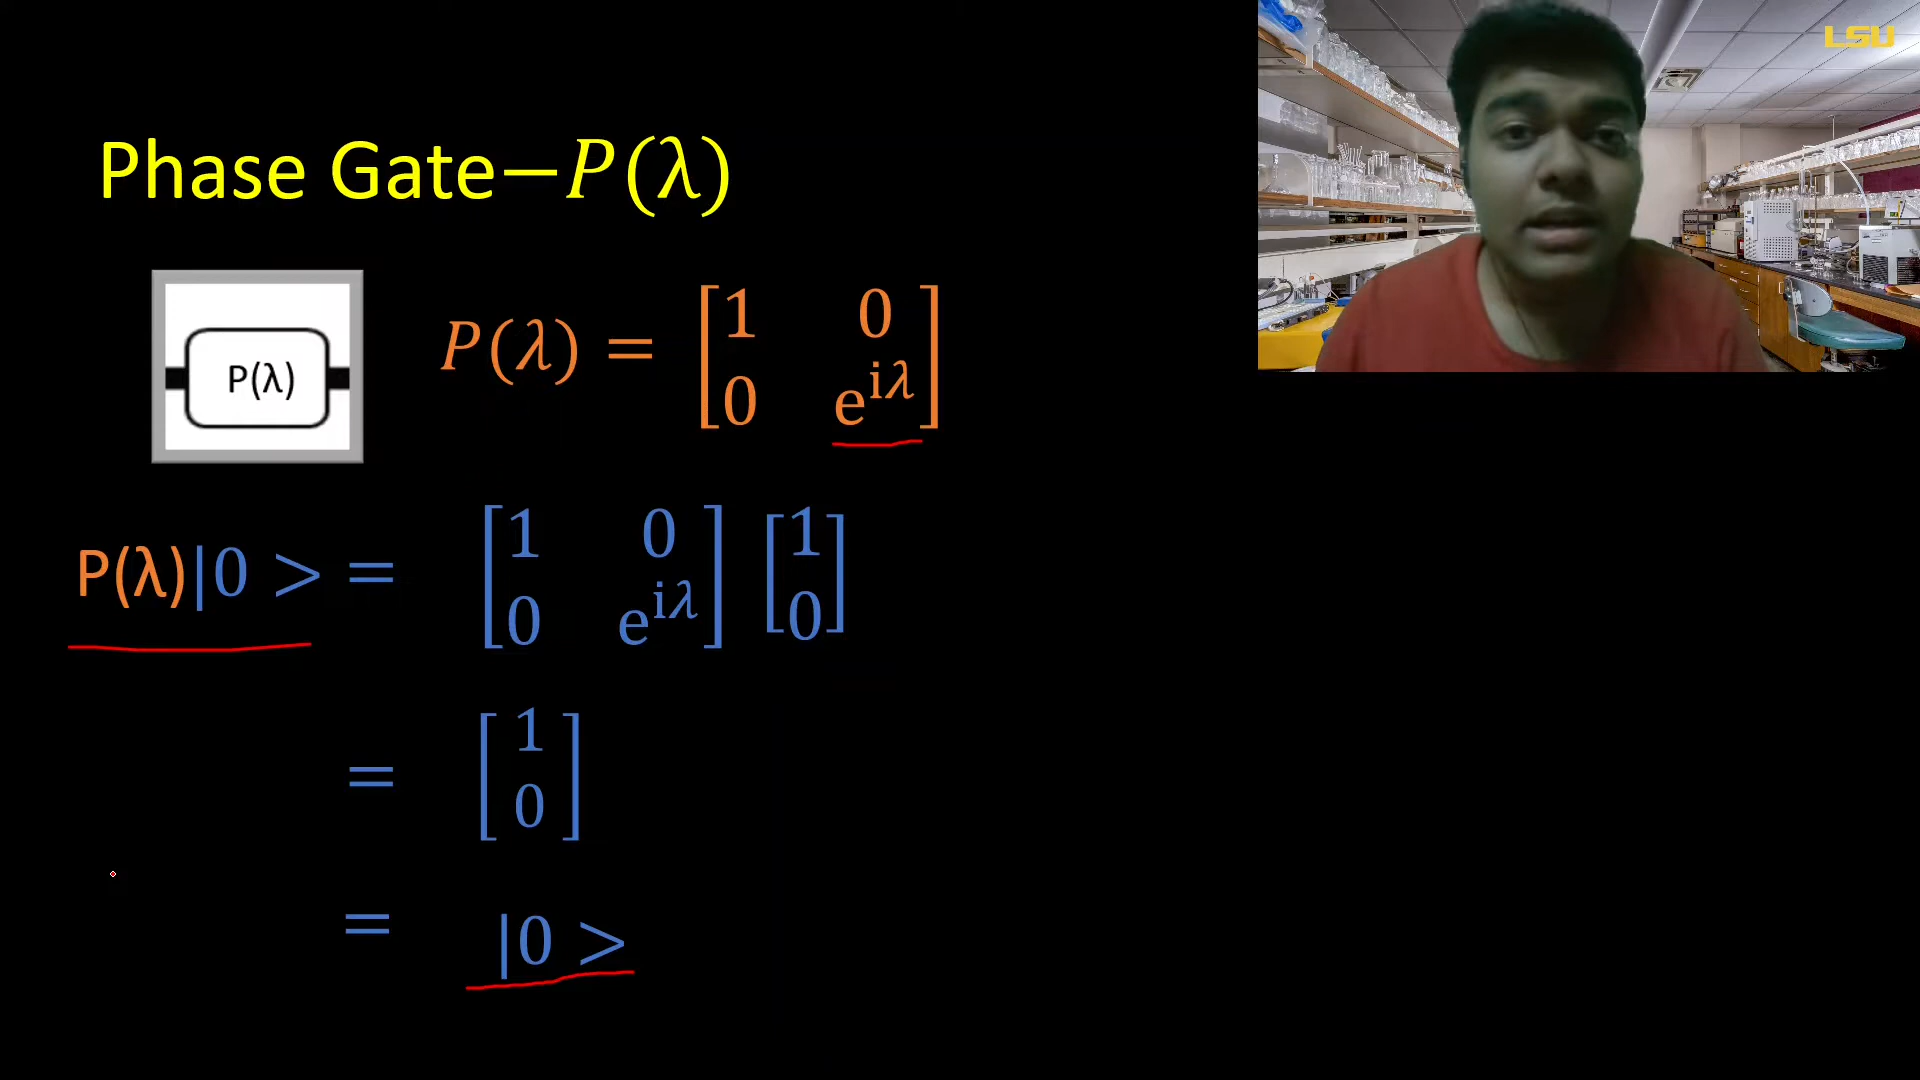 LSU
Phase Gate–P(λ)
P(λ)
P(λ) = [1 0
0 e^iλ]
P(λ)|0 > = [1 0
0 e^iλ] [1
0]
= [1
0]
= |0 >